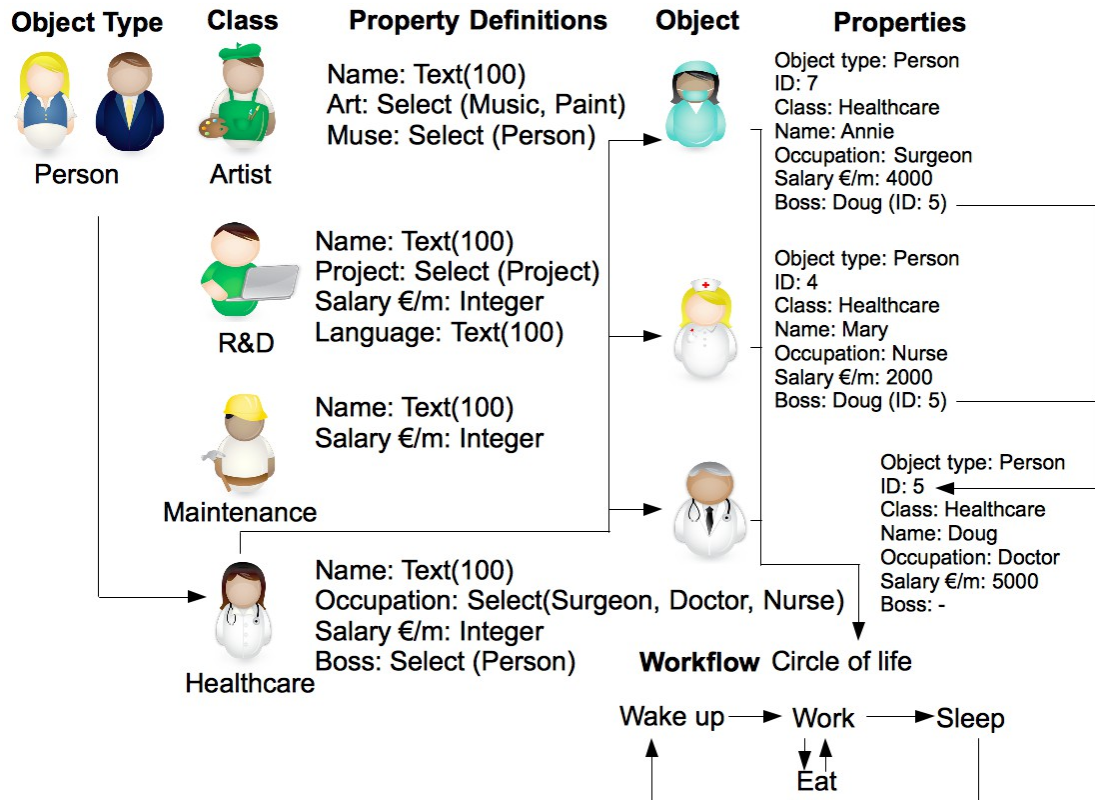 Object Type
Class
Property Definitions
Object
Properties
Person
Artist
Name: Text(100)
Art: Select (Music, Paint)
Muse: Select (Person)
R&D
Name: Text(100)
Project: Select (Project)
Salary €/m: Integer
Language: Text(100)
Maintenance
Name: Text(100)
Salary €/m: Integer
Healthcare
Name: Text(100)
Occupation: Select(Surgeon, Doctor, Nurse)
Salary €/m: Integer
Boss: Select (Person)
Object type: Person
ID: 7
Class: Healthcare
Name: Annie
Occupation: Surgeon
Salary €/m: 4000
Boss: Doug (ID: 5)
Object type: Person
ID: 4
Class: Healthcare
Name: Mary
Occupation: Nurse
Salary €/m: 2000
Boss: Doug (ID: 5)
Object type: Person
ID: 5
Class: Healthcare
Name: Doug
Occupation: Doctor
Salary €/m: 5000
Boss: -
Workflow Circle of life
Wake up
Work
Sleep
Eat